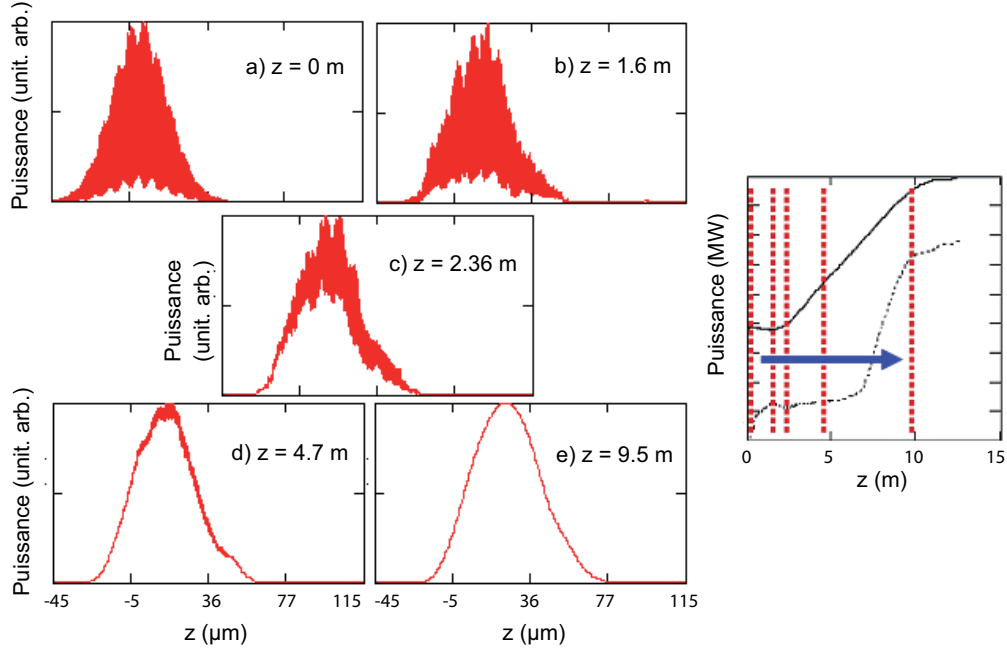 Puissance (unit. arb.)
a) z = 0 m
b) z = 1.6 m
Puissance
(unit. arb.)
c) z = 2.36 m
Puissance (unit. arb.)
d) z = 4.7 m
e) z = 9.5 m
-45 -5 36 77 115 -5 36 77 115
z (µm) z (µm)
Puissance (MW)
0 5 10 15
z (m)